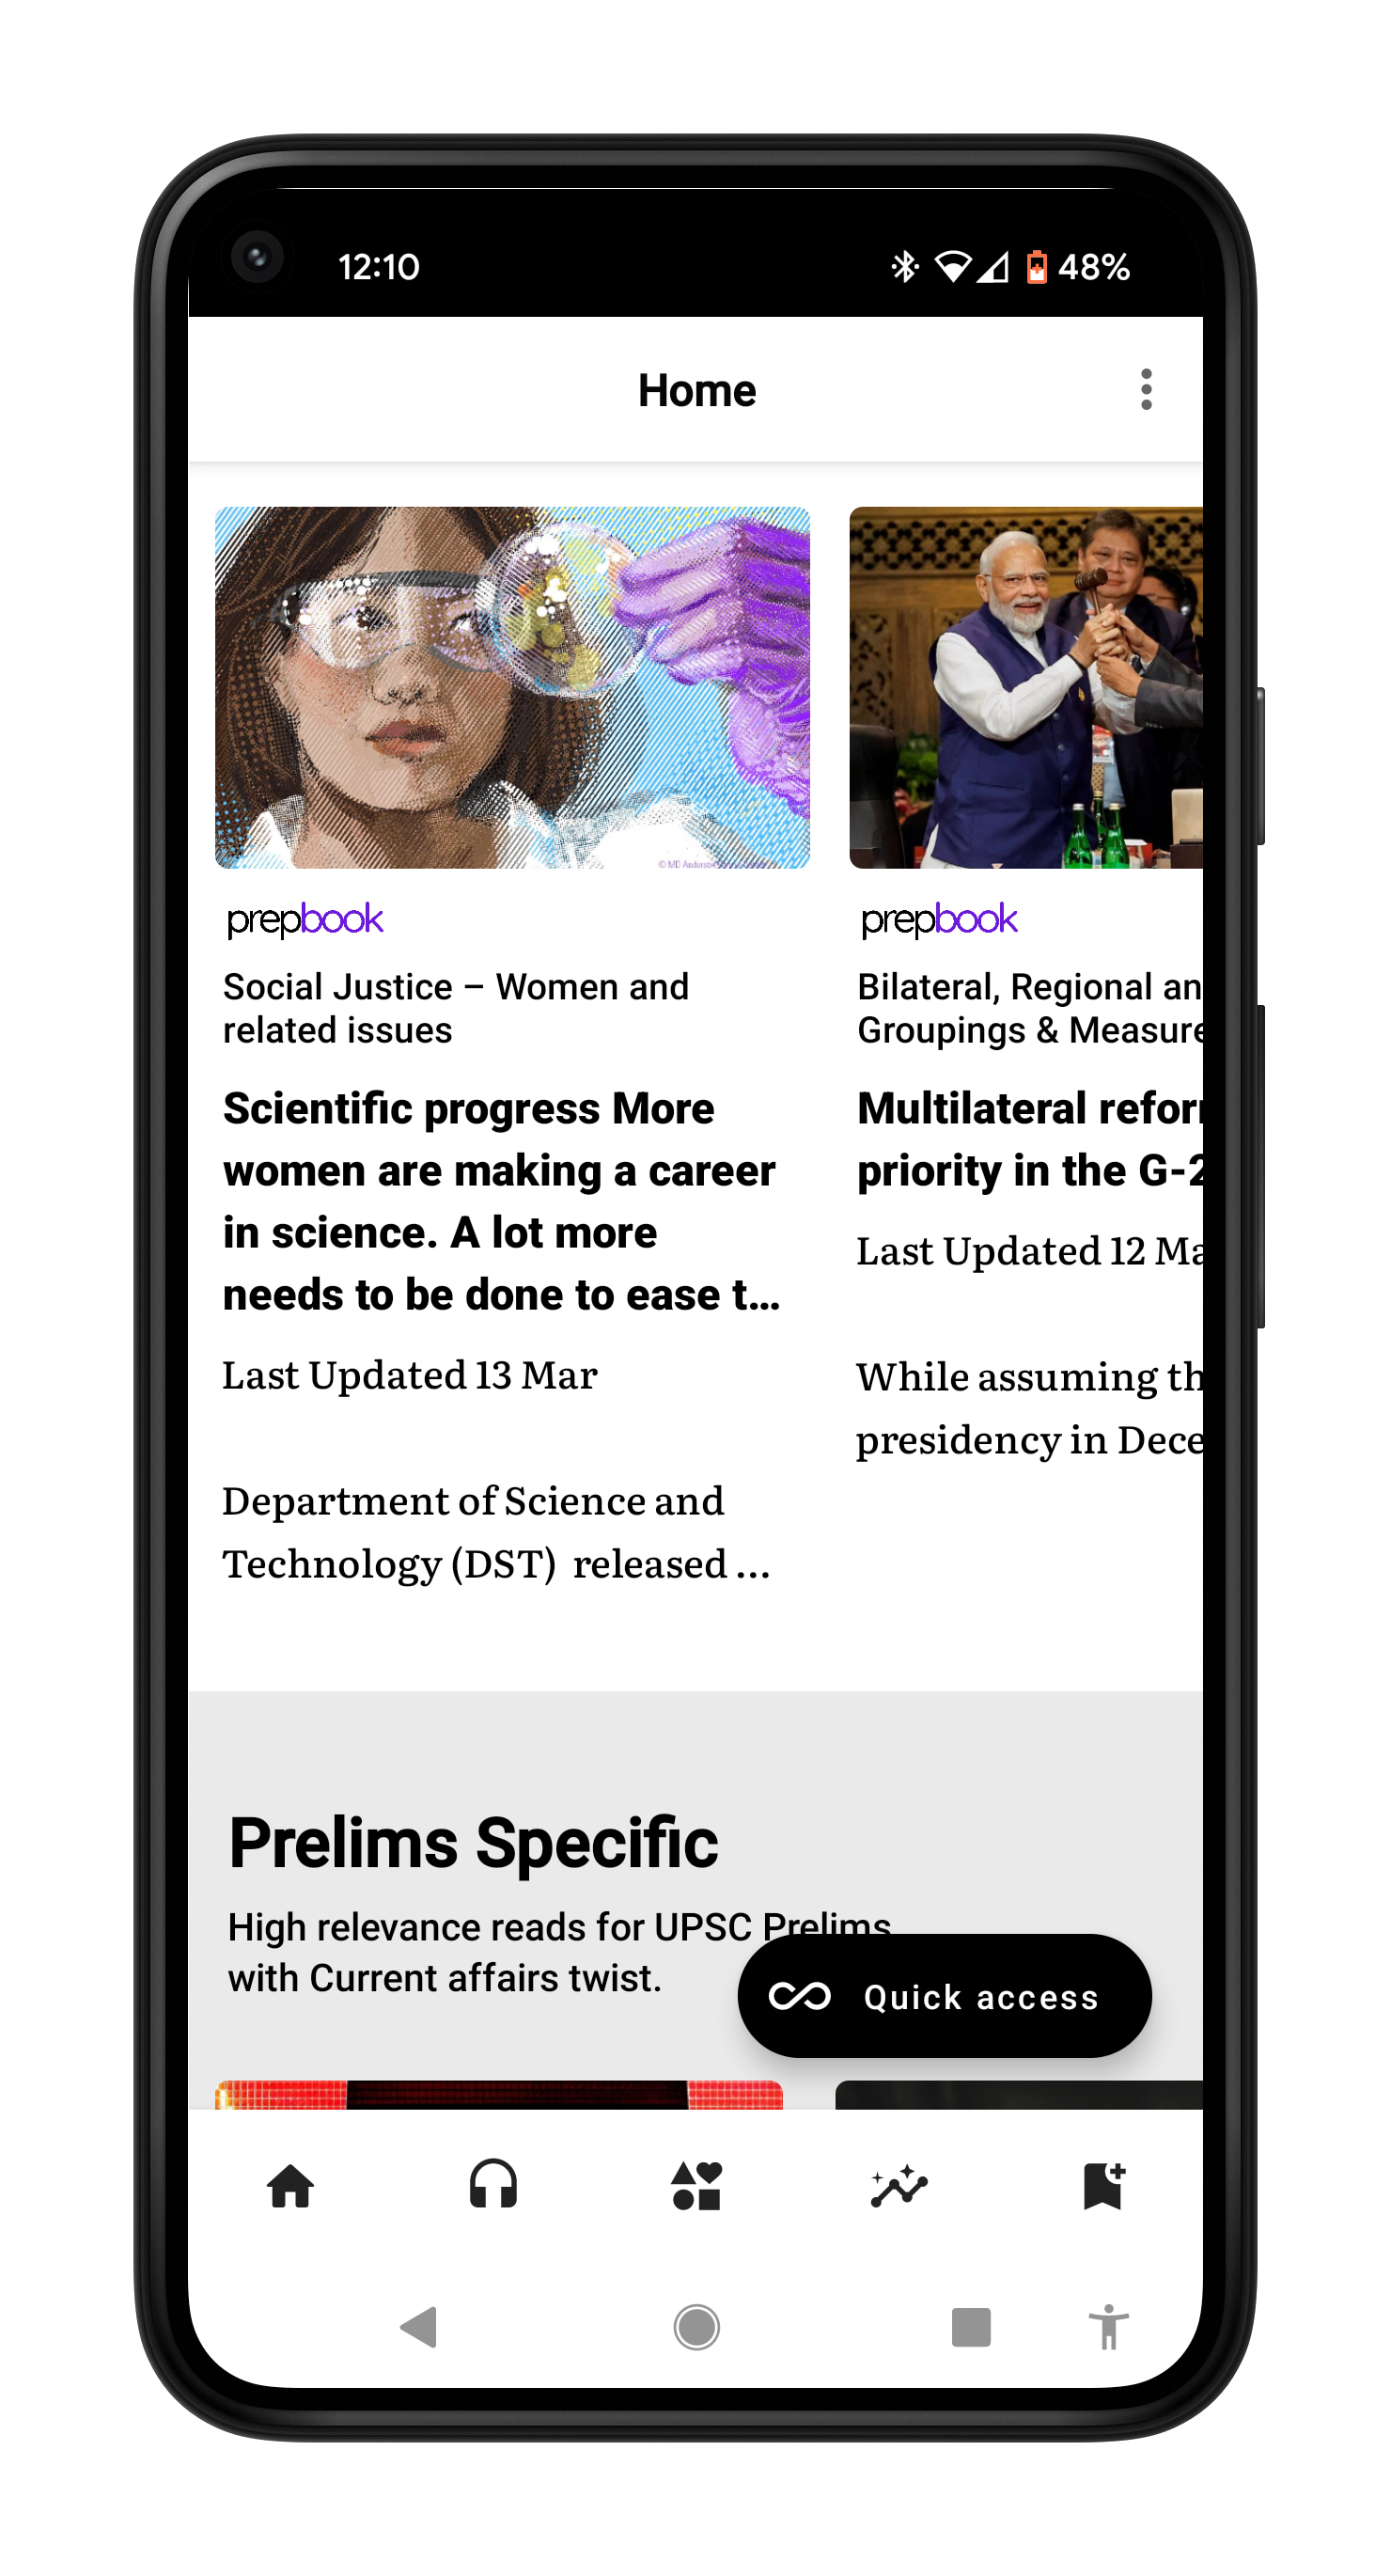 12:10
48%
Home
© MD Anderson
prepbook
Social Justice – Women and
related issues
Scientific progress More
women are making a career
in science. A lot more
needs to be done to ease t...
Last Updated 13 Mar
Department of Science and
Technology (DST)  released ...
prepbook
Bilateral, Regional an
Groupings & Measure
Multilateral refor
priority in the G-2
Last Updated 12 Ma
While assuming th
presidency in Dece
Prelims Specific
High relevance reads for UPSC Prelims
with Current affairs twist.
Quick access